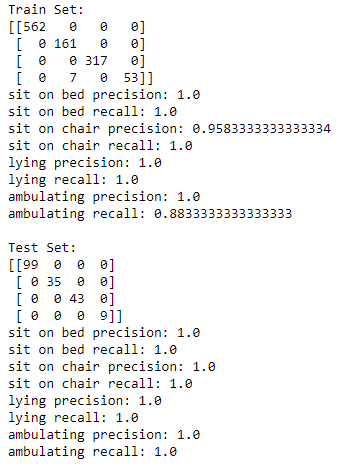 Train Set:
[[562   0   0   0]
 [  0 161   0   0]
 [  0   0 317   0]
 [  0   7   0  53]]
sit on bed precision: 1.0
sit on bed recall: 1.0
sit on chair precision: 0.9583333333333334
sit on chair recall: 1.0
lying precision: 1.0
lying recall: 1.0
ambulating precision: 1.0
ambulating recall: 0.8833333333333333

Test Set:
[[99  0  0  0]
 [ 0 35  0  0]
 [ 0  0 43  0]
 [ 0  0  0  9]]
sit on bed precision: 1.0
sit on bed recall: 1.0
sit on chair precision: 1.0
sit on chair recall: 1.0
lying precision: 1.0
lying recall: 1.0
ambulating precision: 1.0
ambulating recall: 1.0